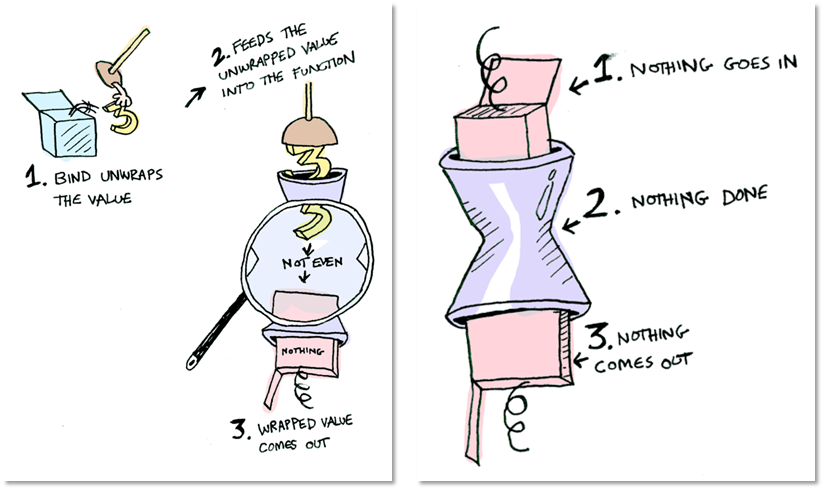 2. FEEDS THE
UNWRAPPED VALUE
INTO THE FUNCTION
3
1. BIND UNWRAPS
THE VALUE
3
3
NOT EVEN
NOTHING
3. WRAPPED VALUE
COMES OUT
1. NOTHING GOES IN
2. NOTHING DONE
3. NOTHING
COMES OUT